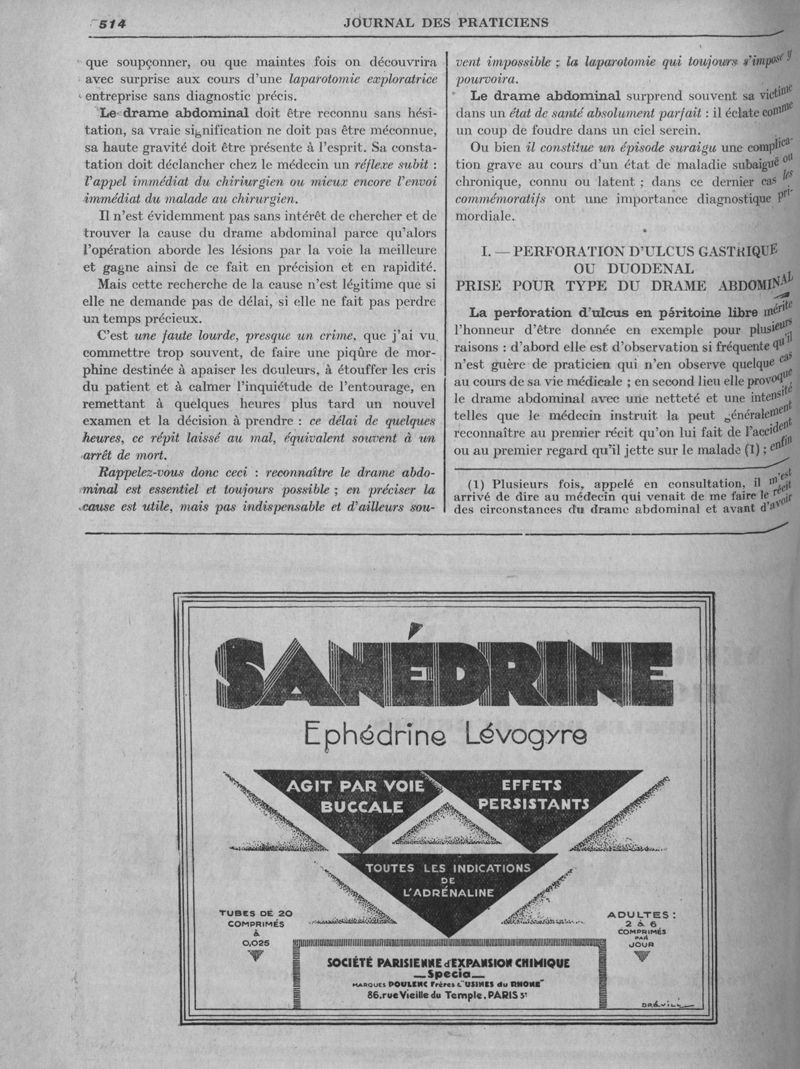 514
JOURNAL DES PRATICIENS
que soupçonner, ou que maintes fois on découvrira
avec surprise aux cours d'une laparotomie exploratrice
entreprise sans diagnostic précis.
Le drame abdominal doit être reconnu sans hési-
tation, sa vraie signification ne doit pas être méconnue,
sa haute gravité doit être présente à l'esprit. Sa consta-
tation doit déclancher chez le médecin un réflexe subit :
l'appel immédiat du chiriurgien ou mieux encore l'envoi
immédiat du malade au chirurgien.
Il n'est évidemment pas sans intérêt de chercher et de
trouver la cause du drame abdominal parce qu'alors
l'opération aborde les lésions par la voie la meilleure
et gagne ainsi de ce fait en précision et en rapidité.
Mais cette recherche de la cause n'est légitime que si
elle ne demande pas de délai, si elle ne fait pas perdre
un temps précieux.
C'est une faute lourde, presque un crime, que j'ai vu
commettre trop souvent, de faire une piqûre de mor-
phine destinée à apaiser les douleurs, à étouffer les cris
du patient et à calmer l'inquiétude de l'entourage, en
remettant à quelques heures plus tard un nouvel
examen et la décision à prendre : ce délai de quelques
heures, ce répit laissé au mal, équivalent souvent à un
arrêt de mort.
Rappelez-vous donc ceci : reconnaître le drame abdo-
minal est essentiel et toujours possible ; en préciser la
cause est utile, mais pas indispensable et d'ailleurs sou-
vent impossible ; la laparotomie qui toujours s'impose y
pourvoira.
Le drame abdominal surprend souvent sa victime
dans un état de santé absolument parfait : il éclate comme
un coup de foudre dans un ciel serein.
Ou bien il constitue un épisode suraigu une complica-
tion grave au cours d'un état de maladie subaiguë ou
chronique, connu ou latent ; dans ce dernier cas les
commémoratifs ont une importance diagnostique pri-
mordiale.
I. — PERFORATION D'ULCUS GASTRIQUE
OU DUODENAL
PRISE POUR TYPE DU DRAME ABDOMINAL
La perforation d'ulcus en péritoine libre mérite
l'honneur d'être donnée en exemple pour plusieurs
raisons : d'abord elle est d'observation si fréquente qu'il
n'est guère de praticien qui n'en observe quelque cas
au cours de sa vie médicale ; en second lieu elle provoque
le drame abdominal avec une netteté et une intensité
telles que le médecin instruit la peut généralement
reconnaître au premier récit qu'on lui fait de l'accident
ou au premier regard qu'il jette sur le malade (1) ; enfin
(1) Plusieurs fois, appelé en consultation, il m'est
arrivé de dire au médecin qui venait de me faire le récit
des circonstances du drame abdominal et avant d'avoir
SANÉDRINE
Ephédrine Lévogyre
AGIT PAR VOIE
BUCCALE
EFFETS
PERSISTANTS
TOUTES LES INDICATIONS
DE
L'ADRÉNALINE
TUBES DE 20
COMPRIMÉS
à
0,025
ADULTES :
2 à 6
COMPRIMÉS
PAR
JOUR
SOCIÉTÉ PARISIENNE d'EXPANSION CHIMIQUE
—Specia—
MARQUES POULENC Frères & "USINES du RHONE"
86, rue Vieille du Temple. PARIS 3e